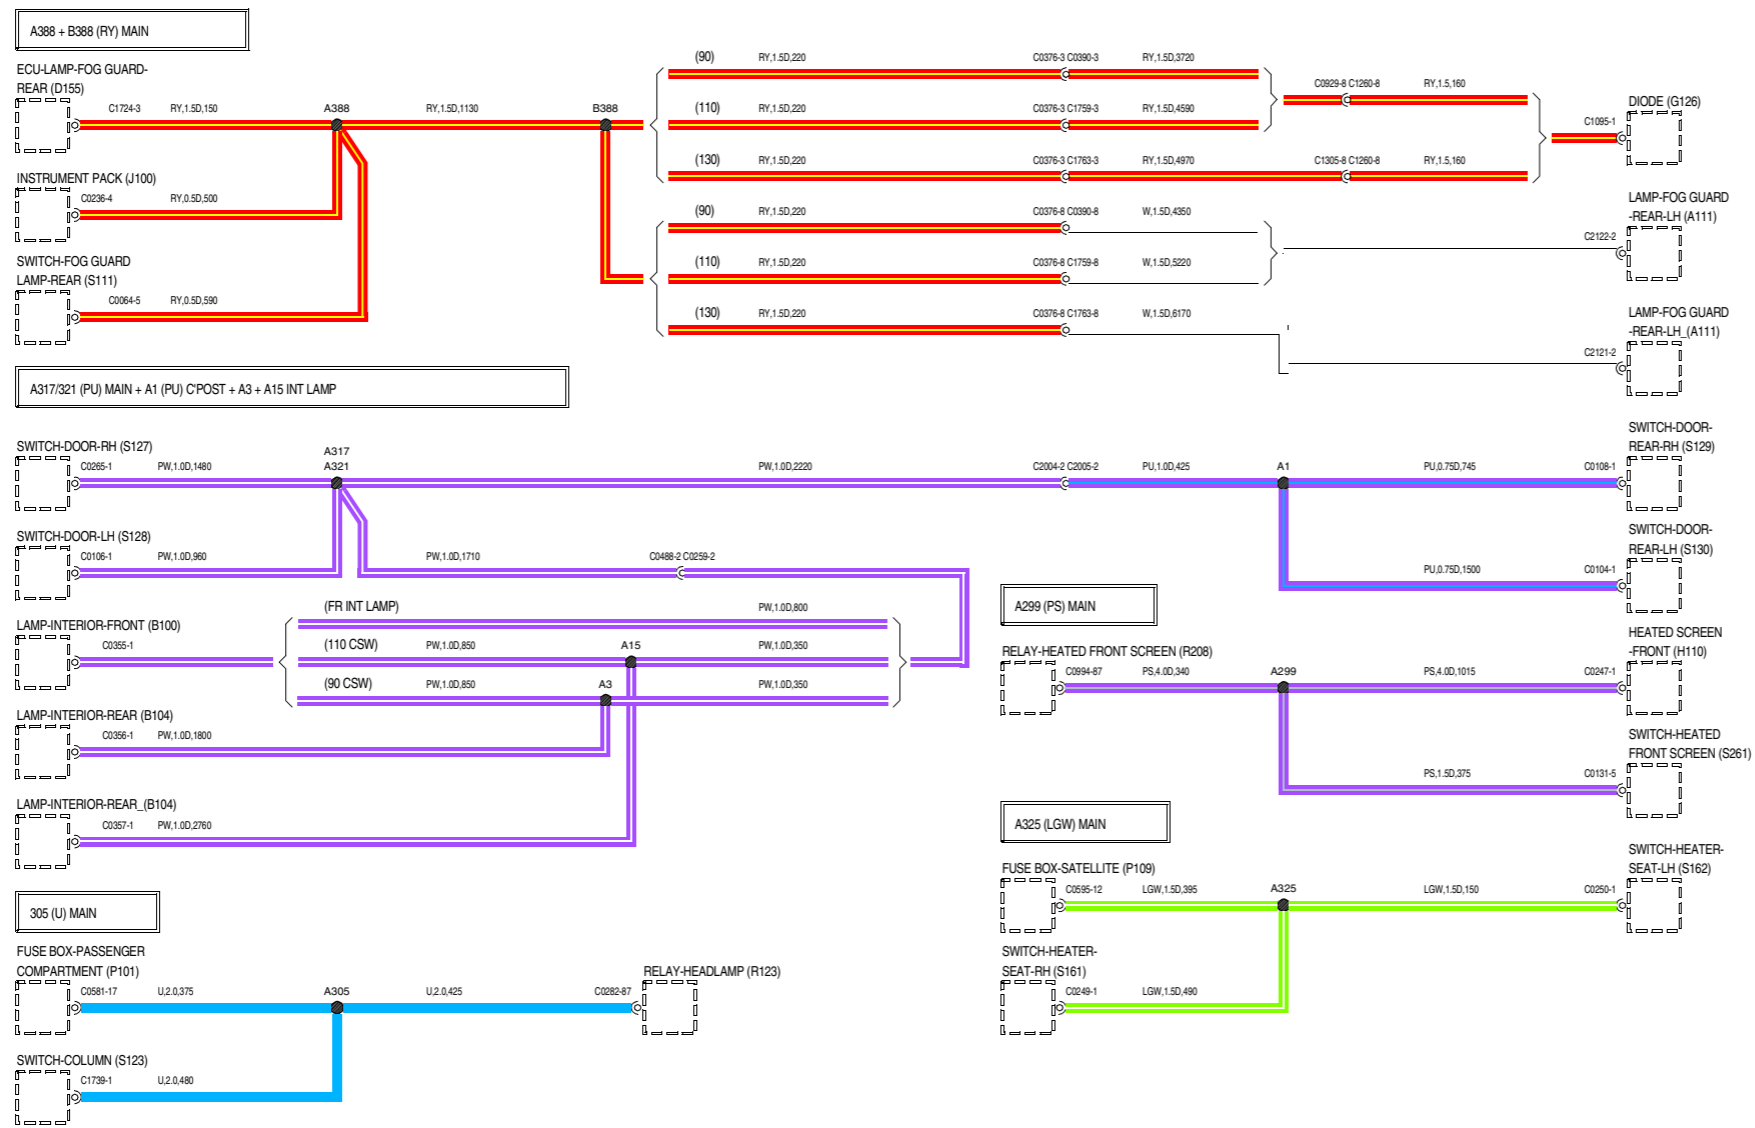 A388 + B388 (RY) MAIN
ECU-LAMP-FOG GUARD-
REAR (D155)
C1724-3 RY,1.5D,150 A388 RY,1.5D,1130 B388
INSTRUMENT PACK (J100)
C0236-4 RY,0.5D,500
SWITCH-FOG GUARD
LAMP-REAR (S111)
C0064-5 RY,0.5D,590
(90) RY,1.5D,220 C0376-3 C0390-3 RY,1.5D,3720
(110) RY,1.5D,220 C0376-3 C1759-3 RY,1.5D,4590
(130) RY,1.5D,220 C0376-3 C1763-3 RY,1.5D,4970
C0929-8 C1260-8 RY,1.5,160
C1305-8 C1260-8 RY,1.5,160
DIODE (G126)
C1095-1
(90) RY,1.5D,220 C0376-8 C0390-8 W,1.5D,4350
(110) RY,1.5D,220 C0376-8 C1759-8 W,1.5D,5220
(130) RY,1.5D,220 C0376-8 C1763-8 W,1.5D,6170
LAMP-FOG GUARD
-REAR-LH (A111)
C2122-2
LAMP-FOG GUARD
-REAR-LH_(A111)
C2121-2
A317/321 (PU) MAIN + A1 (PU) C'POST + A3 + A15 INT LAMP
SWITCH-DOOR-RH (S127)
C0265-1 PW,1.0D,1480
A317
A321
PW,1.0D,2220 C2004-2 C2005-2 PU,1.0D,425 A1 PU,0.75D,745 C0108-1
SWITCH-DOOR-
REAR-RH (S129)
SWITCH-DOOR-LH (S128)
C0106-1 PW,1.0D,960 PW,1.0D,1710 C0488-2 C0259-2
SWITCH-DOOR-
REAR-LH (S130)
PU,0.75D,1500 C0104-1
LAMP-INTERIOR-FRONT (B100)
C0355-1
(FR INT LAMP) PW,1.0D,800
(110 CSW) PW,1.0D,850 A15 PW,1.0D,350
(90 CSW) PW,1.0D,850 A3 PW,1.0D,350
LAMP-INTERIOR-REAR (B104)
C0356-1 PW,1.0D,1800
LAMP-INTERIOR-REAR_(B104)
C0357-1 PW,1.0D,2760
A299 (PS) MAIN
RELAY-HEATED FRONT SCREEN (R208)
C0994-87 PS,4.0D,340 A299 PS,4.0D,1015 C0247-1
HEATED SCREEN
-FRONT (H110)
SWITCH-HEATED
FRONT SCREEN (S261)
PS,1.5D,375 C0131-5
A325 (LGW) MAIN
FUSE BOX-SATELLITE (P109)
C0595-12 LGW,1.5D,395 A325 LGW,1.5D,150 C0250-1
SWITCH-HEATER-
SEAT-LH (S162)
SWITCH-HEATER-
SEAT-RH (S161)
C0249-1 LGW,1.5D,490
305 (U) MAIN
FUSE BOX-PASSENGER
COMPARTMENT (P101)
C0581-17 U,2.0,375 A305 U,2.0,425 C0282-87
RELAY-HEADLAMP (R123)
SWITCH-COLUMN (S123)
C1739-1 U,2.0,480